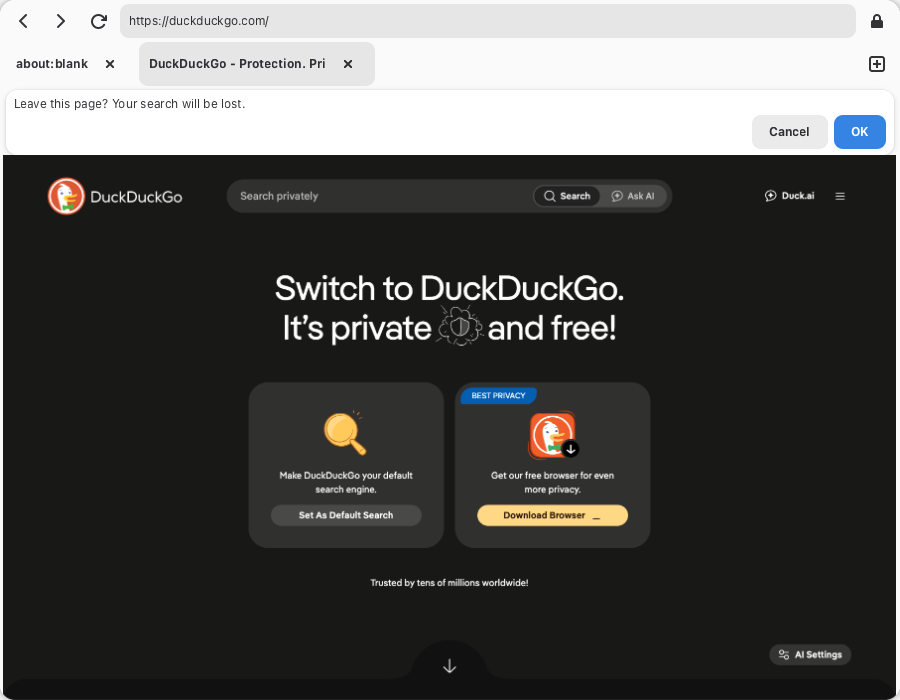 https://duckduckgo.com/
about:blank
DuckDuckGo - Protection. Pri
Leave this page? Your search will be lost.
Cancel
OK
DuckDuckGo
Search privately
Search
Ask AI
Duck.ai
Switch to DuckDuckGo.
It's private and free!
Make DuckDuckGo your default
search engine.
Set As Default Search
BEST PRIVACY
Get our free browser for even
more privacy.
Download Browser
Trusted by tens of millions worldwide!
AI Settings